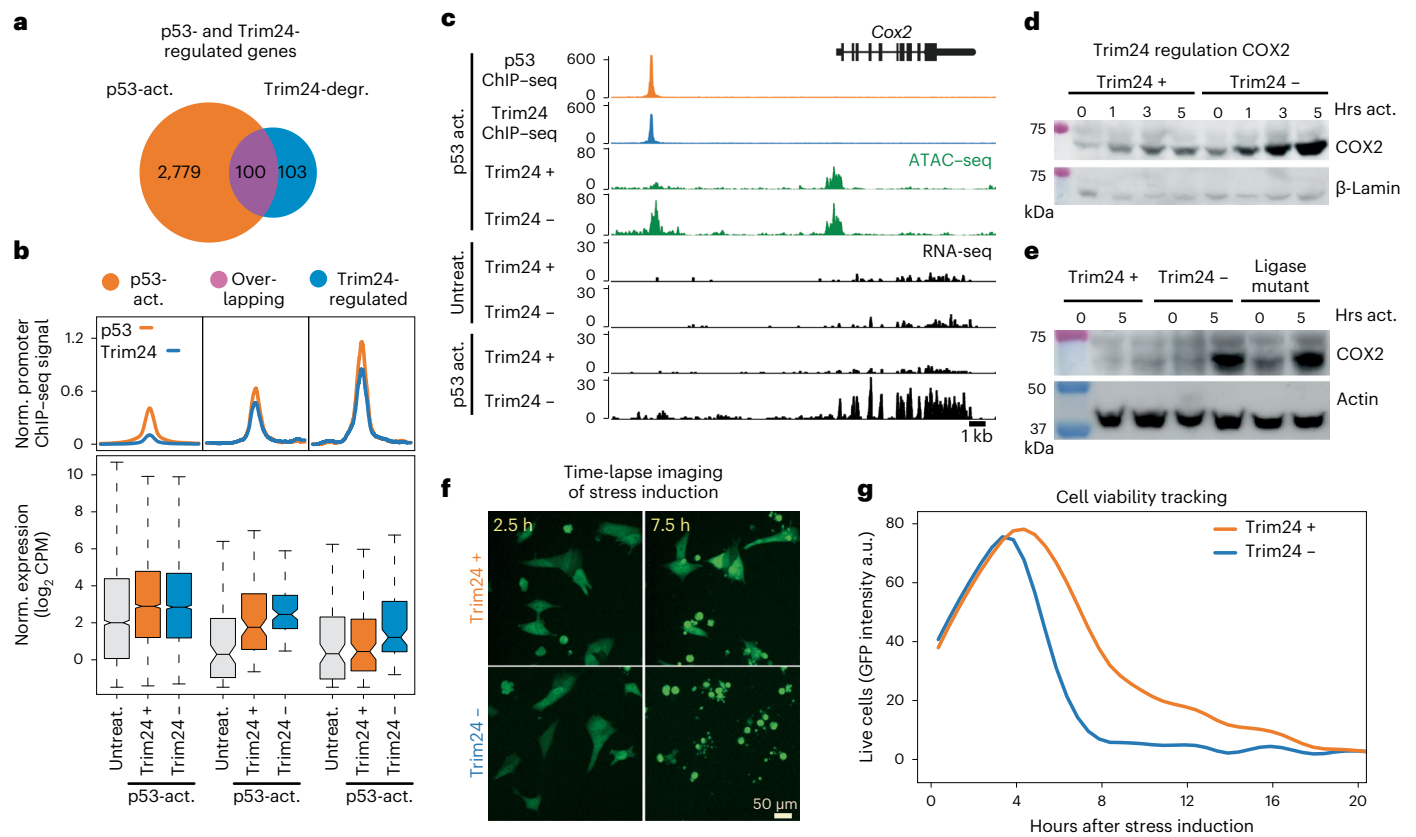 a
p53- and Trim24-
regulated genes
p53-act.
Trim24-degr.
2,779
100
103
b
p53-
act.
Over-
lapping
Trim24-
regulated
p53
Trim24
Norm. promoter
ChIP–seq signal
1.2
0.6
0
Norm. expression
(log2 CPM)
10
8
6
4
2
0
Untreat.
Trim24 +
Trim24 –
Untreat.
Trim24 +
Trim24 –
Untreat.
Trim24 +
Trim24 –
p53-act.
p53-act.
p53-act.
c
Cox2
p53 act.
p53
ChIP–seq
600
0
Trim24
ChIP–seq
600
0
ATAC–seq
Trim24 +
80
0
Trim24 –
80
0
Untreat.
RNA-seq
Trim24 +
30
0
Trim24 –
30
0
p53 act.
Trim24 +
30
0
Trim24 –
30
0
1 kb
d
Trim24 regulation COX2
Trim24 +
Trim24 –
0 1 3 5 0 1 3 5 Hrs act.
75
COX2
75
β-Lamin
kDa
e
Trim24 +
Trim24 –
Ligase
mutant
0 5 0 5 0 5 Hrs act.
75
COX2
50
Actin
37
kDa
f
Time-lapse imaging
of stress induction
2.5 h
7.5 h
Trim24 +
Trim24 –
50 µm
g
Cell viability tracking
Trim24 +
Trim24 –
Live cells (GFP intensity a.u.)
80
60
40
20
0
0 4 8 12 16 20
Hours after stress induction